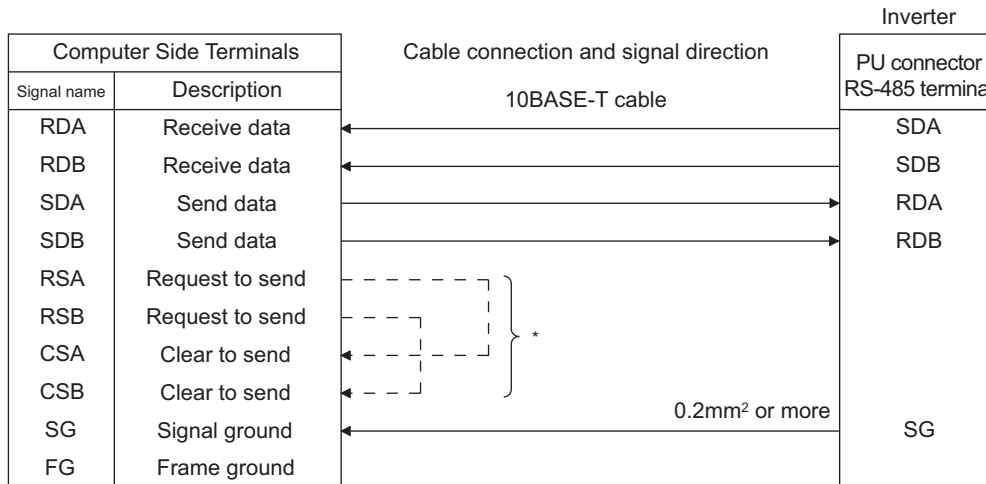 Inverter
Computer Side Terminals
Cable connection and signal direction
PU connector
RS-485 termina
Signal name Description
10BASE-T cable
RDA Receive data SDA
RDB Receive data SDB
SDA Send data RDA
SDB Send data RDB
RSA Request to send
RSB Request to send
*
CSA Clear to send
CSB Clear to send
0.2mm² or more
SG Signal ground SG
FG Frame ground